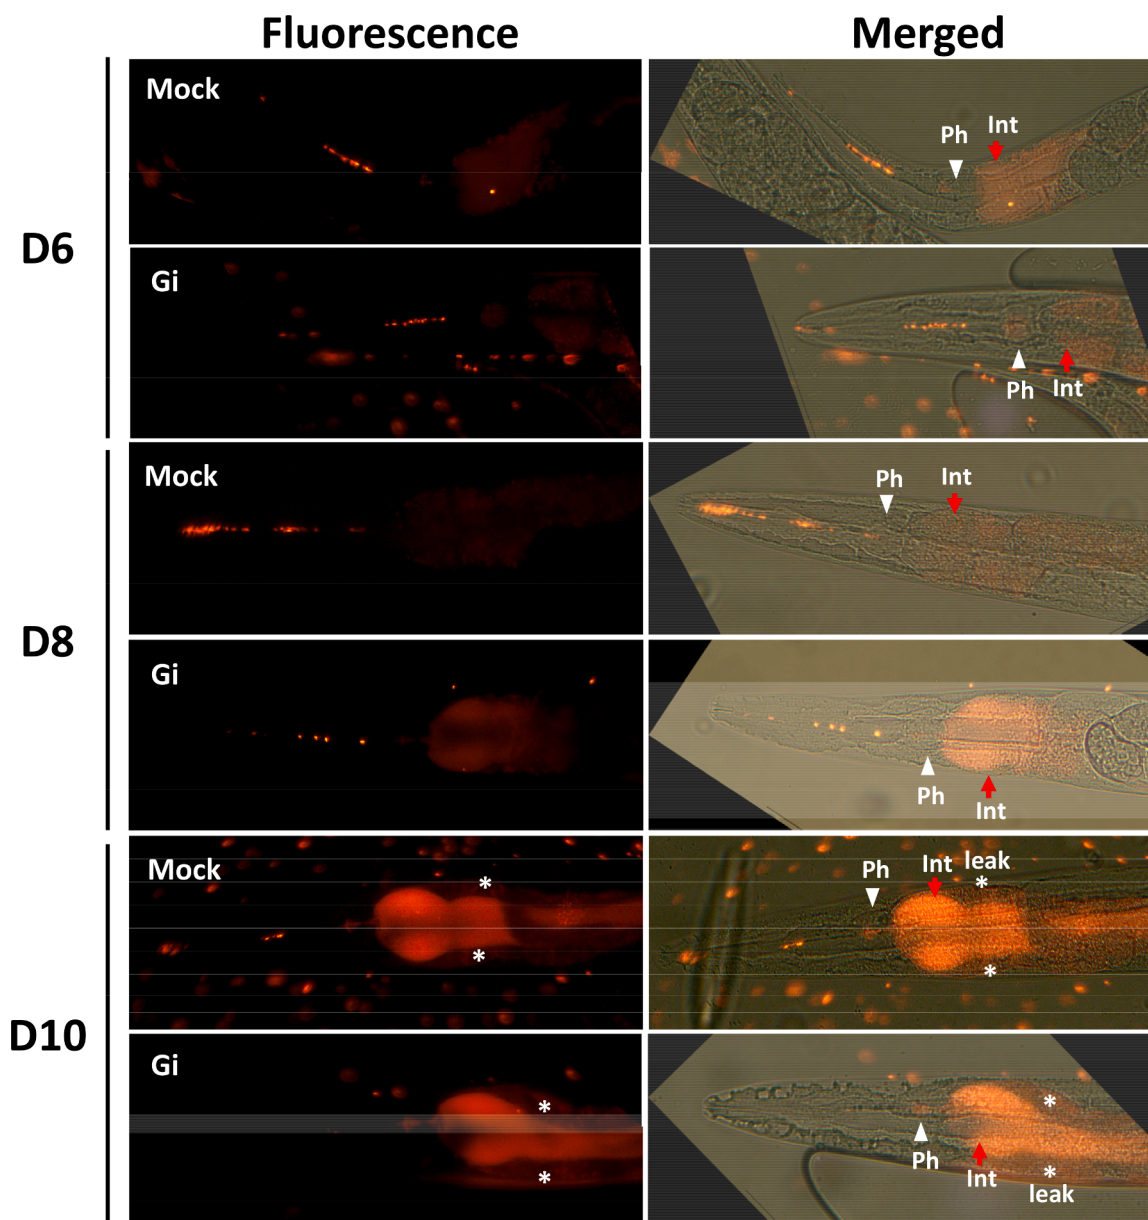 Fluorescence Merged
D6
Mock
Ph Int
Gi
Ph Int
D8
Mock
Ph Int
Gi
Ph Int
D10
Mock
* *
Ph Int leak
* *
Gi
* *
Ph Int
* *
leak